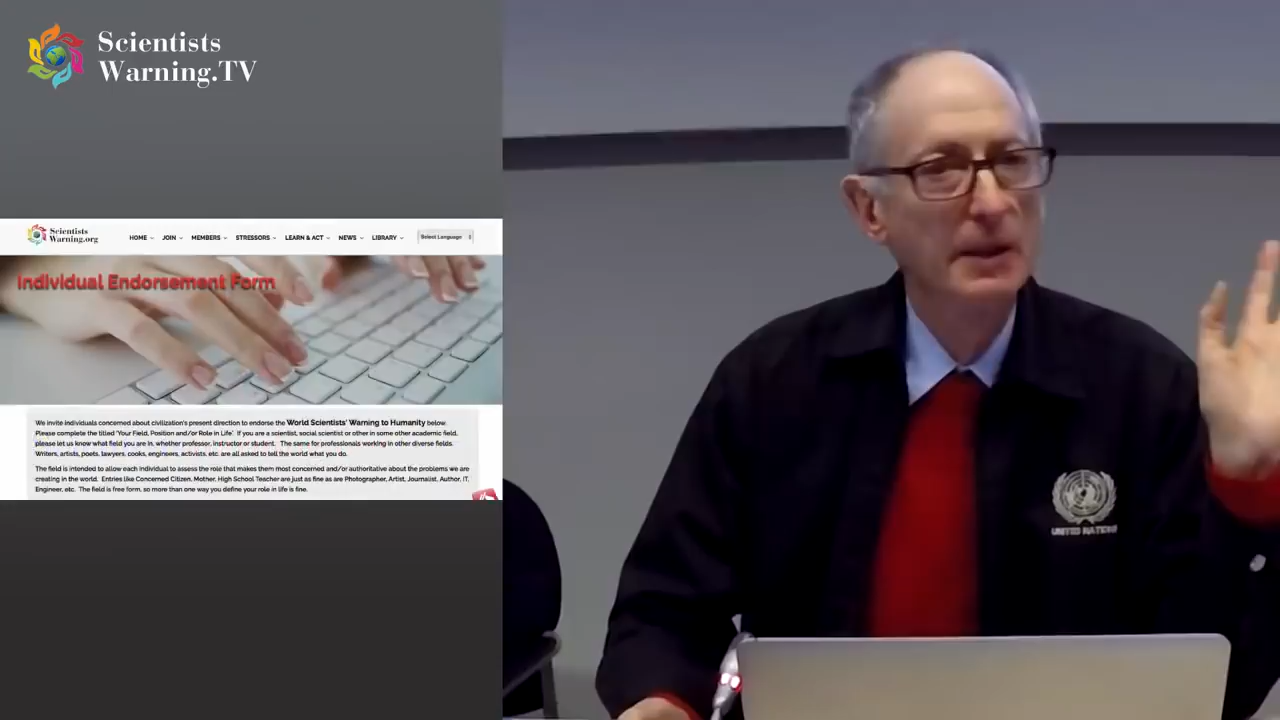 Scientists
Warning.TV
Scientists
Warning.org
HOME JOIN MEMBERS STRESSORS LEARN & ACT NEWS LIBRARY Select Language
Individual Endorsement Form
We invite individuals concerned about civilization's present direction to endorse the World Scientists' Warning to Humanity below.
Please complete the titled 'Your Field, Position and/or Role in Life'. If you are a scientist, social scientist or other in some other academic field,
please let us know what field you are in, whether professor, instructor or student. The same for professionals working in other diverse fields.
Writers, artists, poets, lawyers, cooks, engineers, activists, etc. are all asked to tell the world what you do.
The field is intended to allow each individual to assess the role that makes them most concerned and/or authoritative about the problems we are
creating in the world. Entries like Concerned Citizen, Mother, High School Teacher are just as fine as are Photographer, Artist, Journalist, Author, IT,
Engineer, etc. The field is free form, so more than one way you define your role in life is fine.
UNITED NATIONS